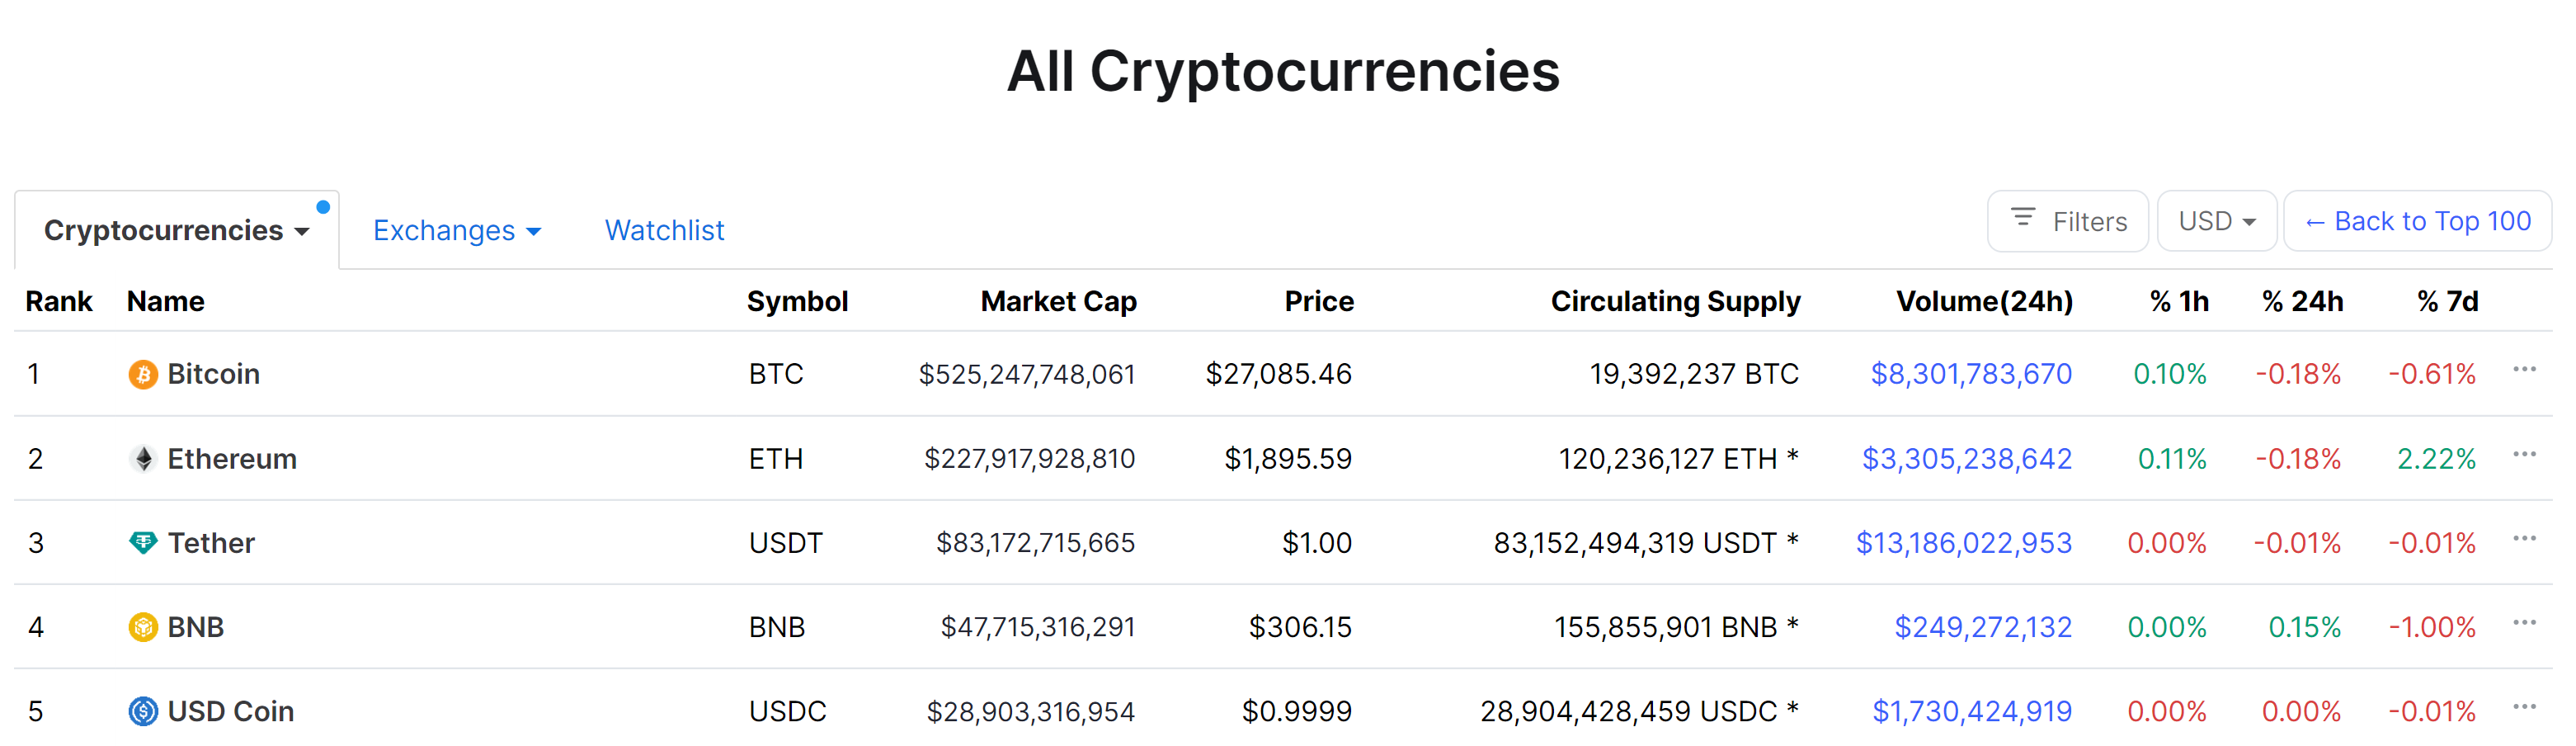 All Cryptocurrencies
Cryptocurrencies Exchanges Watchlist Filters USD ← Back to Top 100
Rank Name Symbol Market Cap Price Circulating Supply Volume(24h) % 1h % 24h % 7d
1 Bitcoin BTC $525,247,748,061 $27,085.46 19,392,237 BTC $8,301,783,670 0.10% -0.18% -0.61% ...
2 Ethereum ETH $227,917,928,810 $1,895.59 120,236,127 ETH * $3,305,238,642 0.11% -0.18% 2.22% ...
3 Tether USDT $83,172,715,665 $1.00 83,152,494,319 USDT * $13,186,022,953 0.00% -0.01% -0.01% ...
4 BNB BNB $47,715,316,291 $306.15 155,855,901 BNB * $249,272,132 0.00% 0.15% -1.00% ...
5 USD Coin USDC $28,903,316,954 $0.9999 28,904,428,459 USDC * $1,730,424,919 0.00% 0.00% -0.01% ...